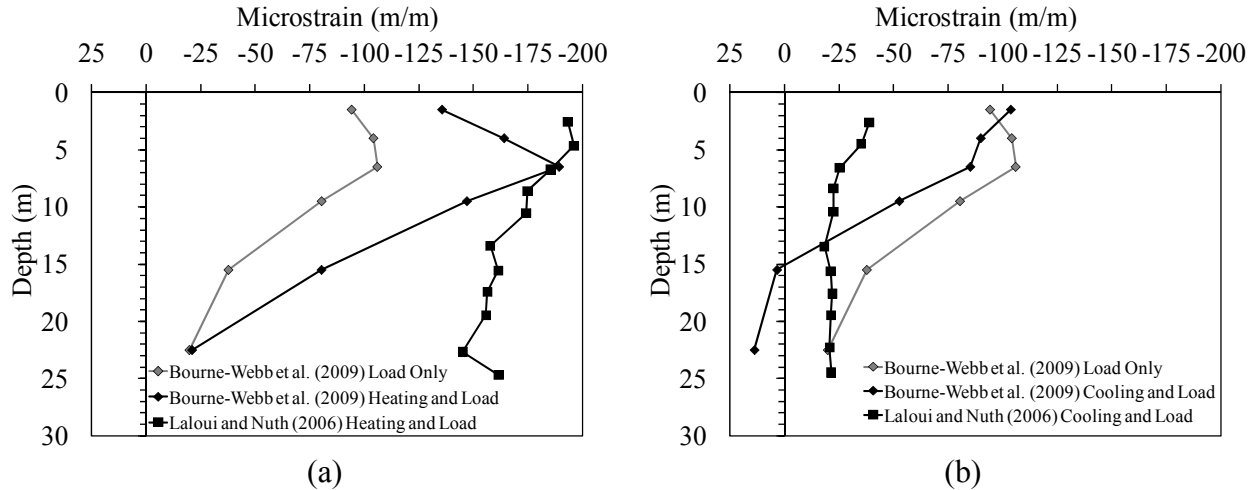 Microstrain (m/m)
25 0 -25 -50 -75 -100 -125 -150 -175 -200
0
5
10
15
20
25
30
Depth (m)
Bourne-Webb et al. (2009) Load Only
Bourne-Webb et al. (2009) Heating and Load
Laloui and Nuth (2006) Heating and Load
(a)
Microstrain (m/m)
25 0 -25 -50 -75 -100 -125 -150 -175 -200
0
5
10
15
20
25
30
Depth (m)
Bourne-Webb et al. (2009) Load Only
Bourne-Webb et al. (2009) Cooling and Load
Laloui and Nuth (2006) Cooling and Load
(b)